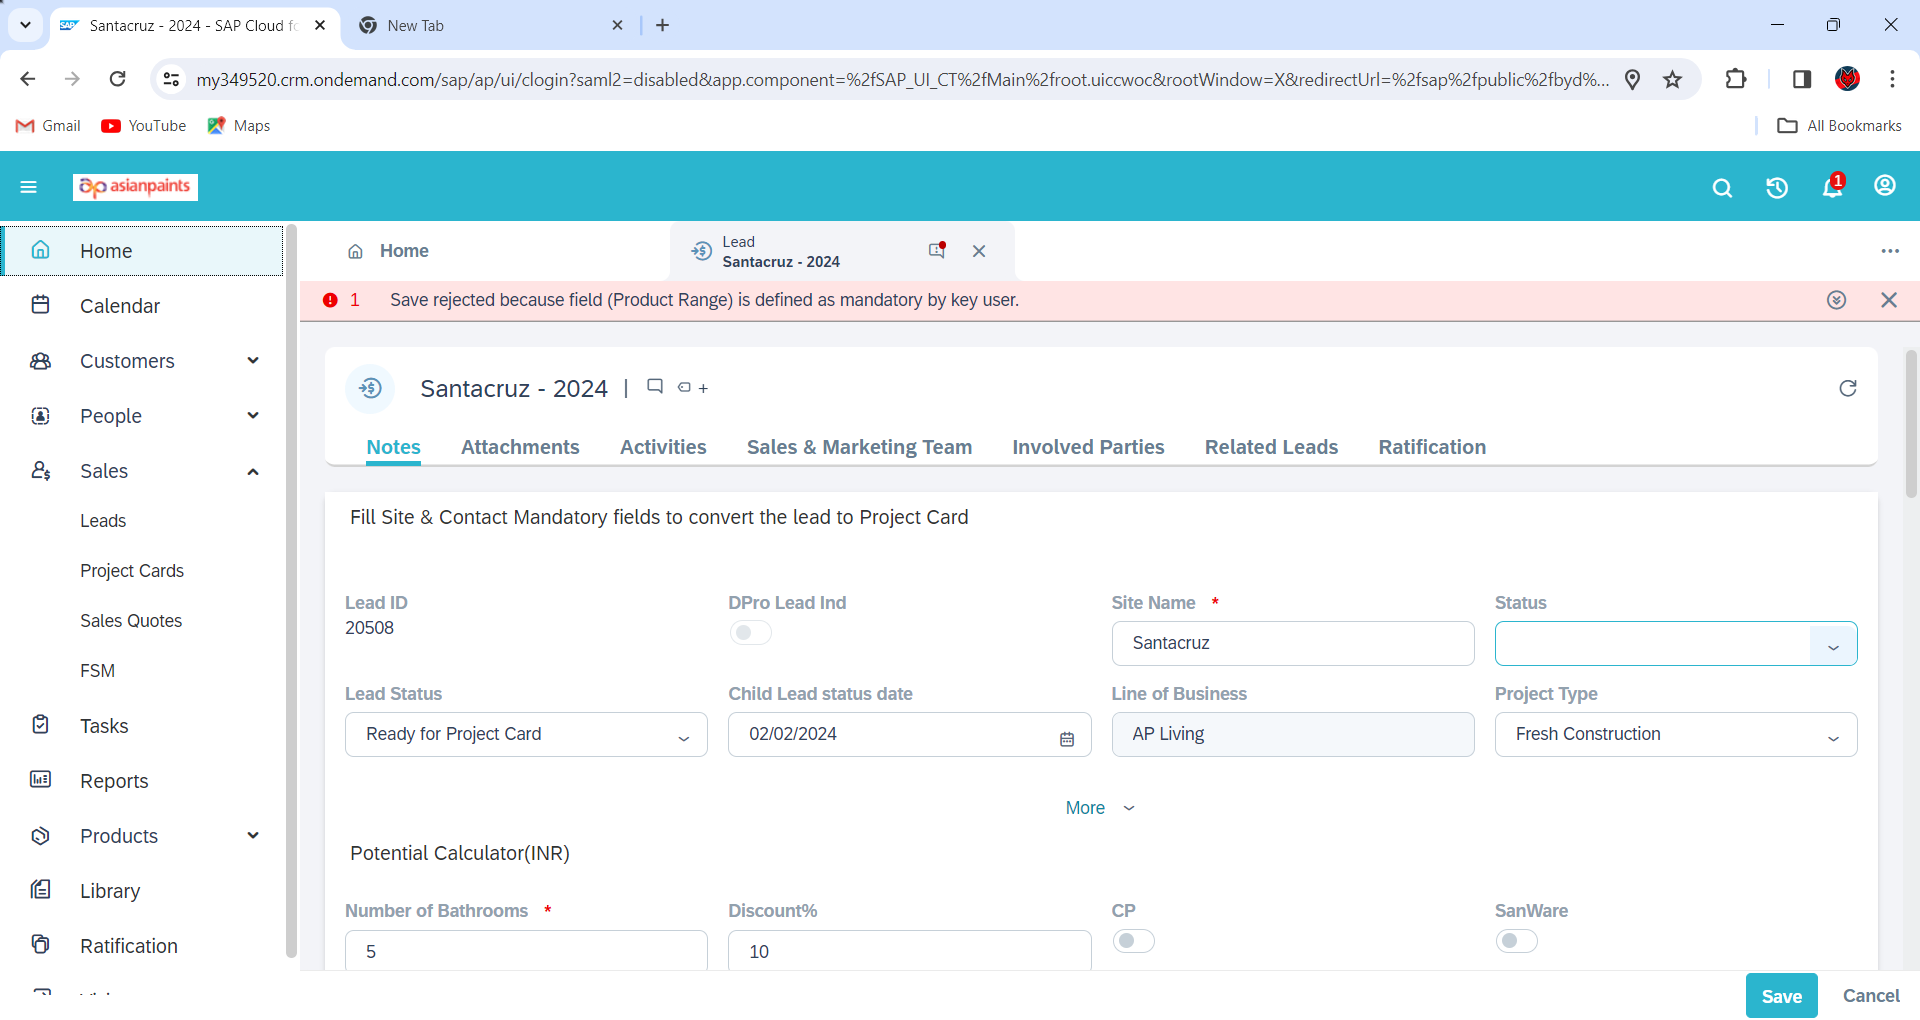 Santacruz - 2024 - SAP Cloud fo
New Tab
my349520.crm.ondemand.com/sap/ap/ui/clogin?saml2=disabled&app.component=%2fSAP_UI_CT%2fMain%2froot.uiccwoc&rootWindow=X&redirectUrl=%2fsap%2fpublic%2fbyd%...
Gmail YouTube Maps All Bookmarks
asianpaints
1
Home
Calendar
Customers
People
Sales
Leads
Project Cards
Sales Quotes
FSM
Tasks
Reports
Products
Library
Ratification
Home
Lead
Santacruz - 2024
1 Save rejected because field (Product Range) is defined as mandatory by key user.
Santacruz - 2024 |
Notes Attachments Activities Sales & Marketing Team Involved Parties Related Leads Ratification
Fill Site & Contact Mandatory fields to convert the lead to Project Card
Lead ID DPro Lead Ind Site Name * Status
20508
Santacruz
Lead Status Child Lead status date Line of Business Project Type
Ready for Project Card 02/02/2024 AP Living Fresh Construction
More
Potential Calculator(INR)
Number of Bathrooms * Discount% CP SanWare
5 10
Save Cancel